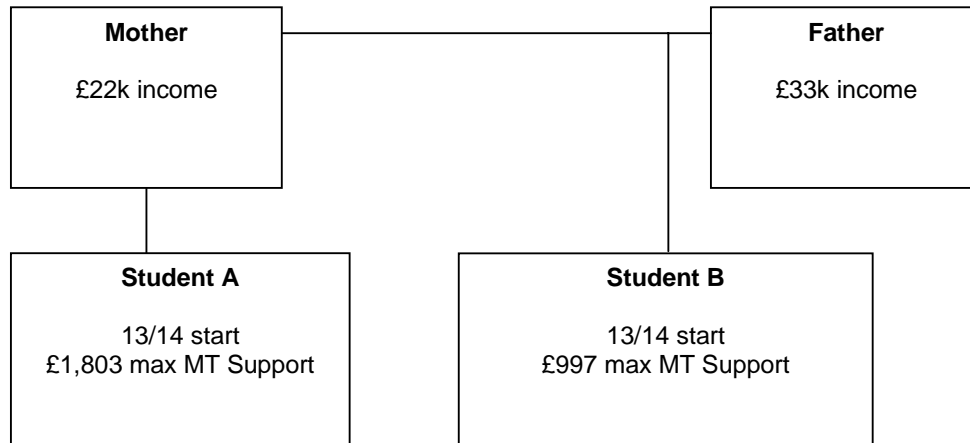 Mother
£22k income
Father
£33k income
Student A
13/14 start
£1,803 max MT Support
Student B
13/14 start
£997 max MT Support